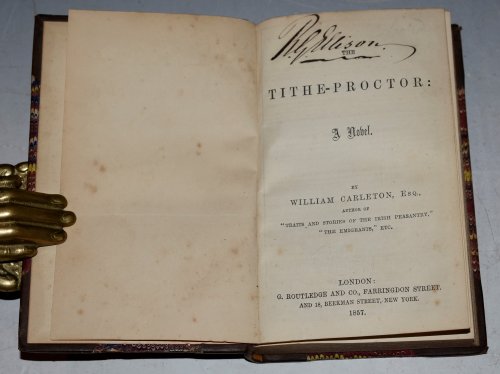 R G Ellison.
THE
TITHE-PROCTOR:
A Novel.
BY
WILLIAM CARLETON, ESQ.,
AUTHOR OF
"TRAITS AND STORIES OF THE IRISH PEASANTRY,"
"THE EMIGRANTS," ETC.
LONDON:
G. ROUTLEDGE AND CO., FARRINGDON STREET.
AND 18, BEEKMAN STREET, NEW YORK.
1857.